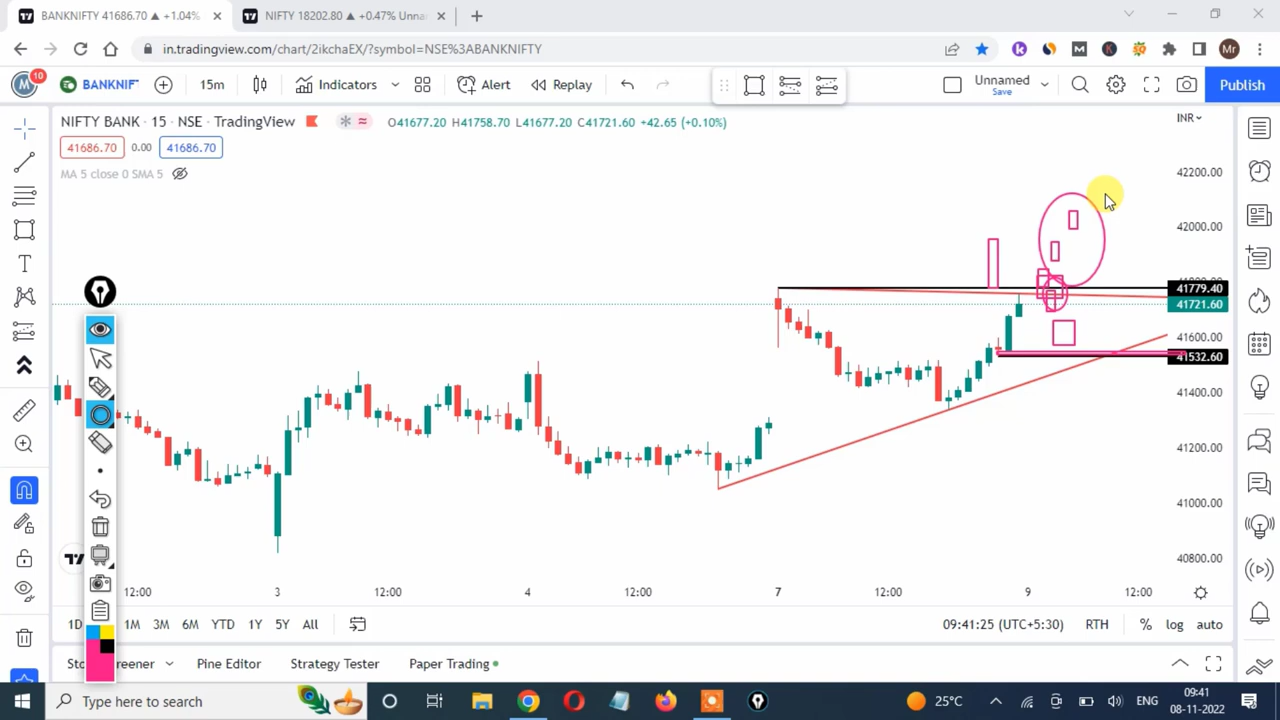 BANKNIFTY 41686.70 ▲ +1.04%
NIFTY 18202.80 ▲ +0.47% Unna
in.tradingview.com/chart/2ikchaEX/?symbol=NSE%3ABANKNIFTY
Mr
M 10
BANKNIF
15m
Indicators
Alert
Replay
Unnamed
Save
Publish
NIFTY BANK · 15 · NSE · TradingView
O41677.20 H41758.70 L41677.20 C41721.60 +42.65 (+0.10%)
INR
41686.70 0.00 41686.70
MA 5 close 0 SMA 5
42200.00
42000.00
41779.40
41721.60
41600.00
41532.60
41400.00
41200.00
41000.00
40800.00
12:00 3 12:00 4 12:00 7 12:00 9 12:00
1D 1M 3M 6M YTD 1Y 5Y All
09:41:25 (UTC+5:30) RTH % log auto
Pine Editor Strategy Tester Paper Trading
Type here to search
25°C
ENG
09:41
08-11-2022